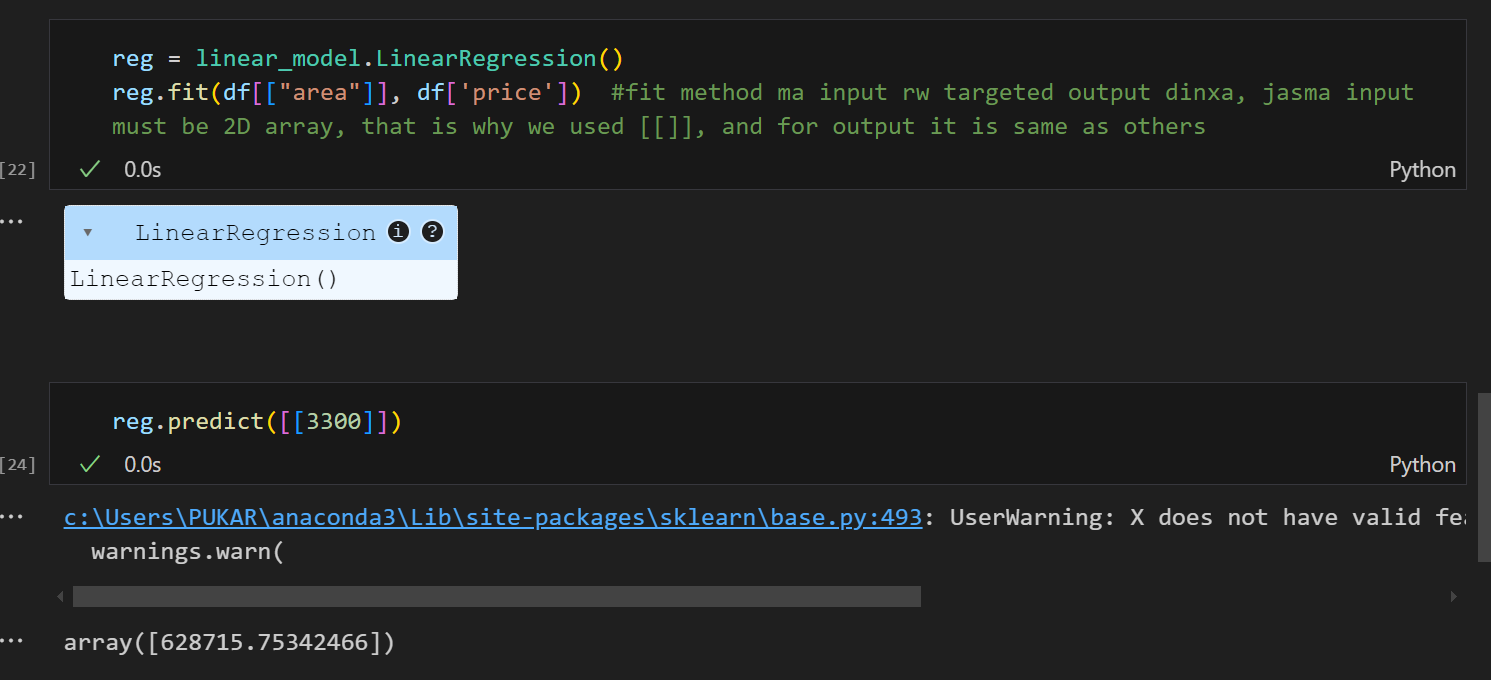 reg = linear_model.LinearRegression()
reg.fit(df[["area"]], df['price'])  #fit method ma input rw targeted output dinxa, jasma input
must be 2D array, that is why we used [[]], and for output it is same as others
[22]
0.0s
Python
...
LinearRegression
LinearRegression()
reg.predict([[3300]])
[24]
0.0s
Python
...
c:\Users\PUKAR\anaconda3\Lib\site-packages\sklearn\base.py:493: UserWarning: X does not have valid
warnings.warn(
...
array([628715.75342466])